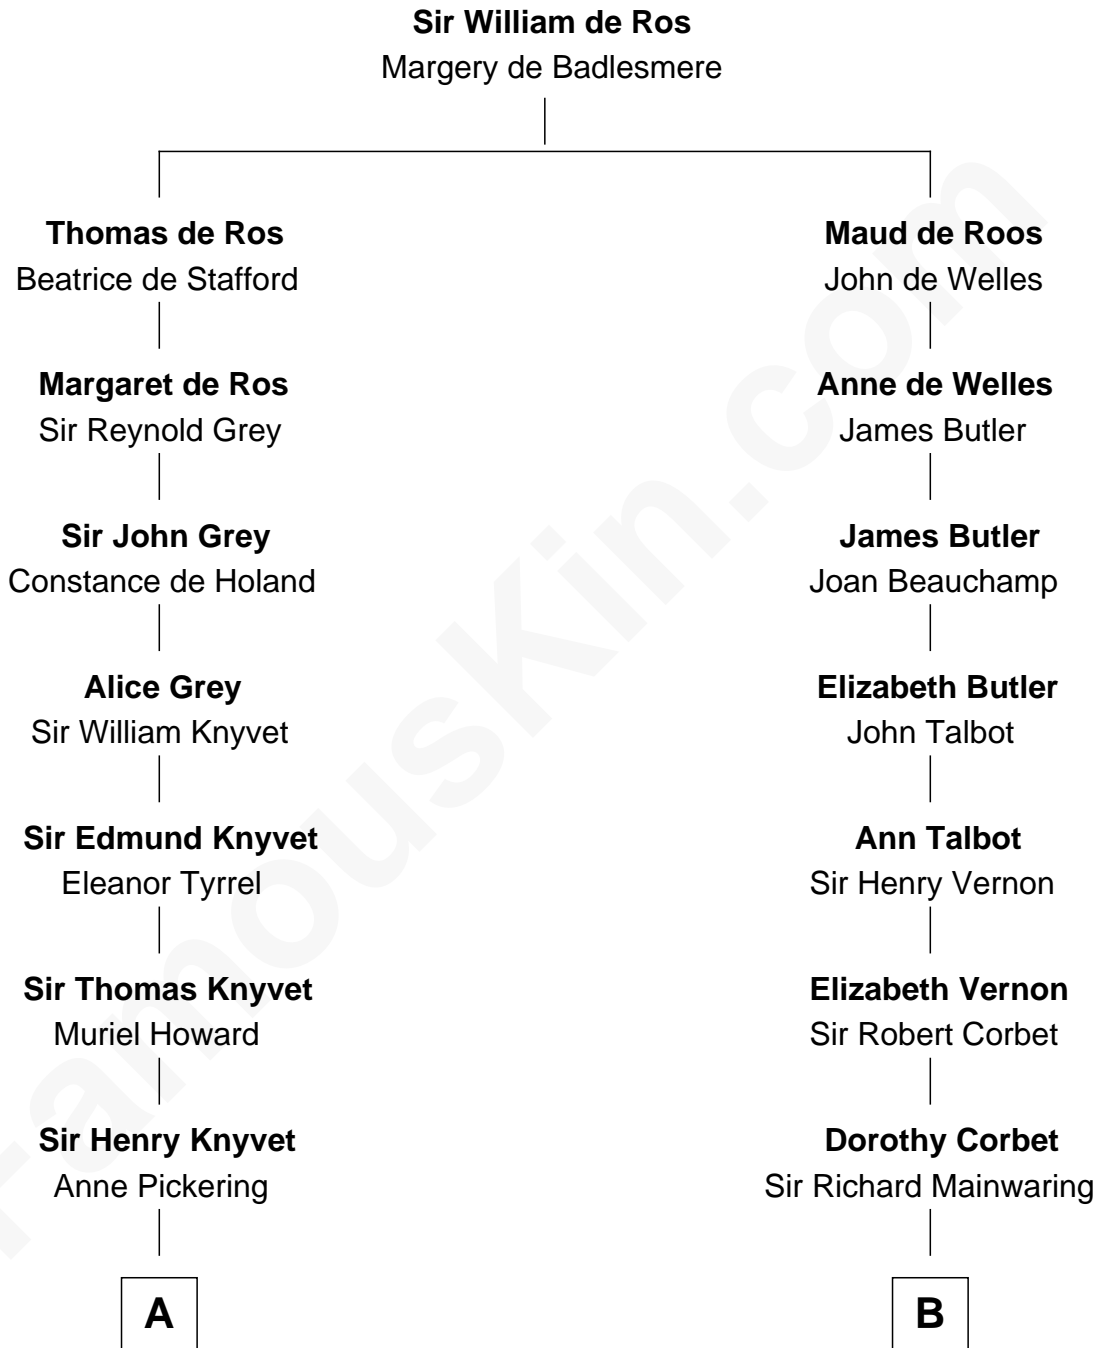 Sir William de Ros
Margery de Badlesmere
Thomas de Ros
Beatrice de Stafford
Margaret de Ros
Sir Reynold Grey
Sir John Grey
Constance de Holand
Alice Grey
Sir William Knyvet
Sir Edmund Knyvet
Eleanor Tyrrel
Sir Thomas Knyvet
Muriel Howard
Sir Henry Knyvet
Anne Pickering
A
Maud de Roos
John de Welles
Anne de Welles
James Butler
James Butler
Joan Beauchamp
Elizabeth Butler
John Talbot
Ann Talbot
Sir Henry Vernon
Elizabeth Vernon
Sir Robert Corbet
Dorothy Corbet
Sir Richard Mainwaring
B
FamousKin.com